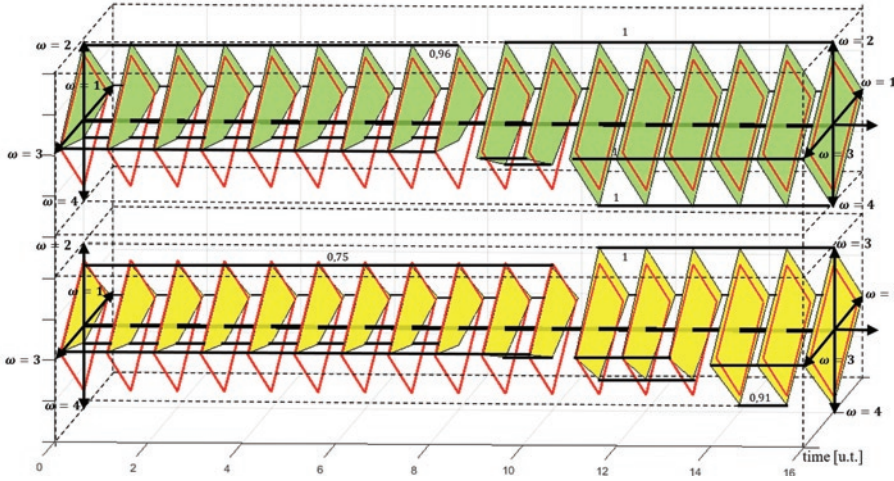 ω = 2
0,96
1
ω = 2
ω = 1
ω = 1
ω = 3
ω = 3
ω = 4
1
ω = 4
ω = 2
0,75
1
ω = 3
ω = 1
ω =
ω = 3
ω = 3
ω = 4
0,91
ω = 4
time [u.t.]
0 2 4 6 8 10 12 14 16